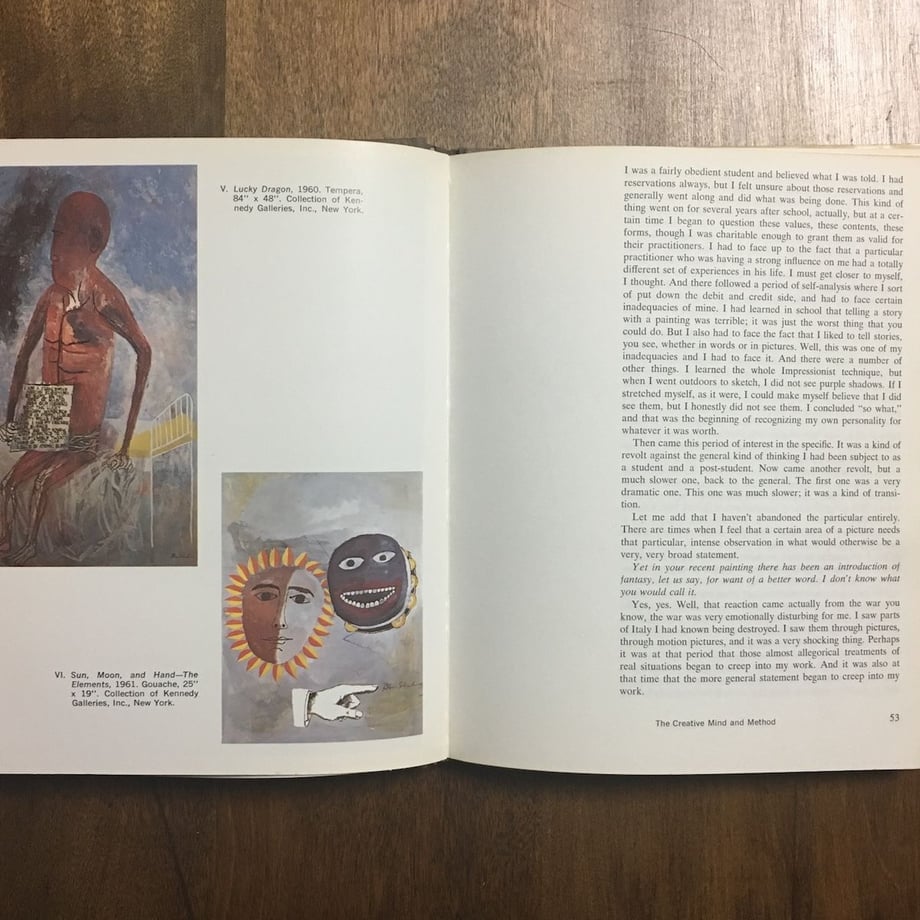 V. Lucky Dragon, 1960. Tempera,
84" x 48". Collection of Ken-
nedy Galleries, Inc., New York.
VI. Sun, Moon, and Hand—The
Elements, 1961. Gouache, 25"
x 19". Collection of Kennedy
Galleries, Inc., New York.
I was a fairly obedient student and believed what I was told. I had
reservations always, but I felt unsure about those reservations and
generally went along and did what was being done. This kind of
thing went on for several years after school, actually, but at a cer-
tain time I began to question these values, these contents, these
forms, though I was charitable enough to grant them as valid for
their practitioners. I had to face up to the fact that a particular
practitioner who was having a strong influence on me had a totally
different set of experiences in his life. I must get closer to myself,
I thought. And there followed a period of self-analysis where I sort
of put down the debit and credit side, and had to face certain
inadequacies of mine. I had learned in school that telling a story
with a painting was terrible; it was just the worst thing that you
could do. But I also had to face the fact that I liked to tell stories,
you see, whether in words or in pictures. Well, this was one of my
inadequacies and I had to face it. And there were a number of
other things. I learned the whole Impressionist technique, but
when I went outdoors to sketch, I did not see purple shadows. If I
stretched myself, as it were, I could make myself believe that I did
see them, but I honestly did not see them. I concluded “so what,”
and that was the beginning of recognizing my own personality for
whatever it was worth.
Then came this period of interest in the specific. It was a kind of
revolt against the general kind of thinking I had been subject to as
a student and a post-student. Now came another revolt, but a
much slower one, back to the general. The first one was a very
dramatic one. This one was much slower; it was a kind of transi-
tion.
Let me add that I haven’t abandoned the particular entirely.
There are times when I feel that a certain area of a picture needs
that particular, intense observation in what would otherwise be a
very, very broad statement.
Yet in your recent painting there has been an introduction of
fantasy, let us say, for want of a better word. I don’t know what
you would call it.
Yes, yes. Well, that reaction came actually from the war you
know, the war was very emotionally disturbing for me. I saw parts
of Italy I had known being destroyed. I saw them through pictures,
through motion pictures, and it was a very shocking thing. Perhaps
it was at that period that those almost allegorical treatments of
real situations began to creep into my work. And it was also at
that time that the more general statement began to creep into my
work.
The Creative Mind and Method
53